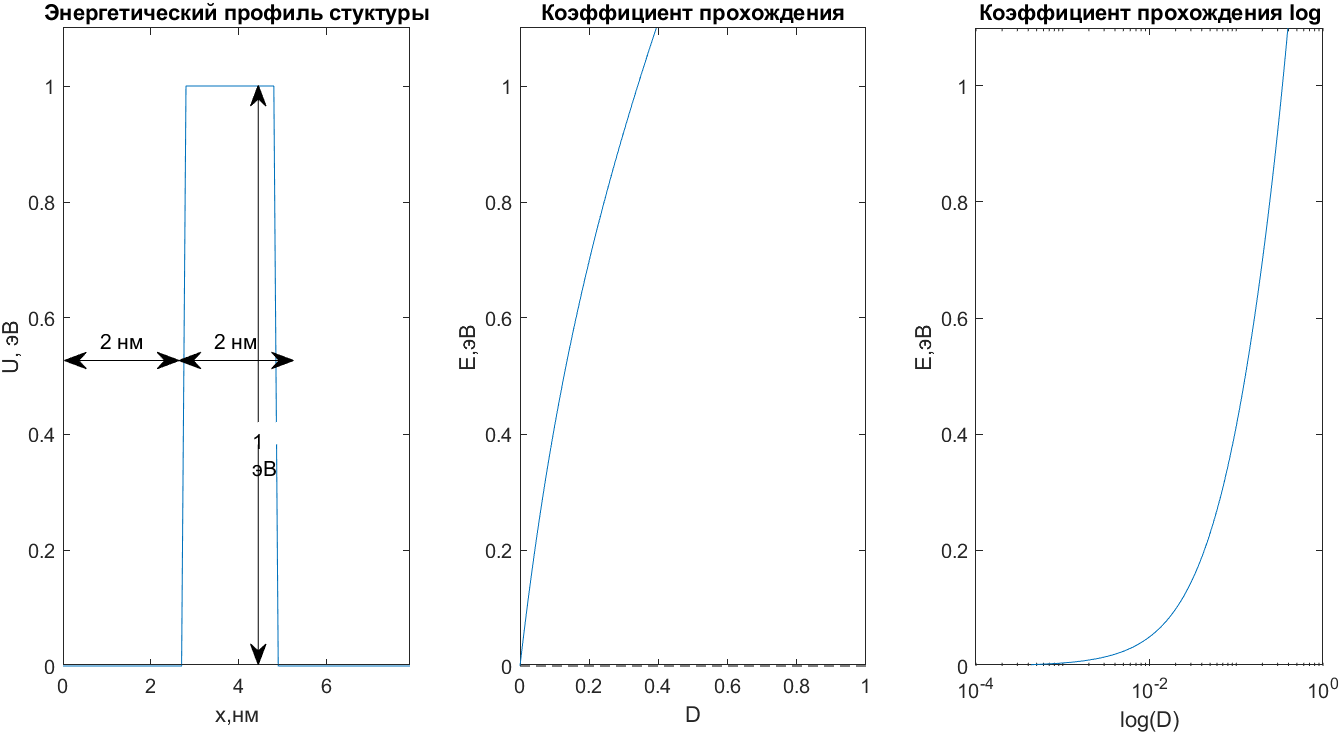 Энергетический профиль стуктуры
1
0.8
0.6
0.4
0.2
0
0
2
4
6
U, эВ
x,нм
2 нм
2 нм
1
эВ
Коэффициент прохождения
1
0.8
0.6
0.4
0.2
0
0
0.2
0.4
0.6
0.8
1
E,эВ
D
Коэффициент прохождения log
1
0.8
0.6
0.4
0.2
0
10⁻⁴
10⁻²
10⁰
E,эВ
log(D)